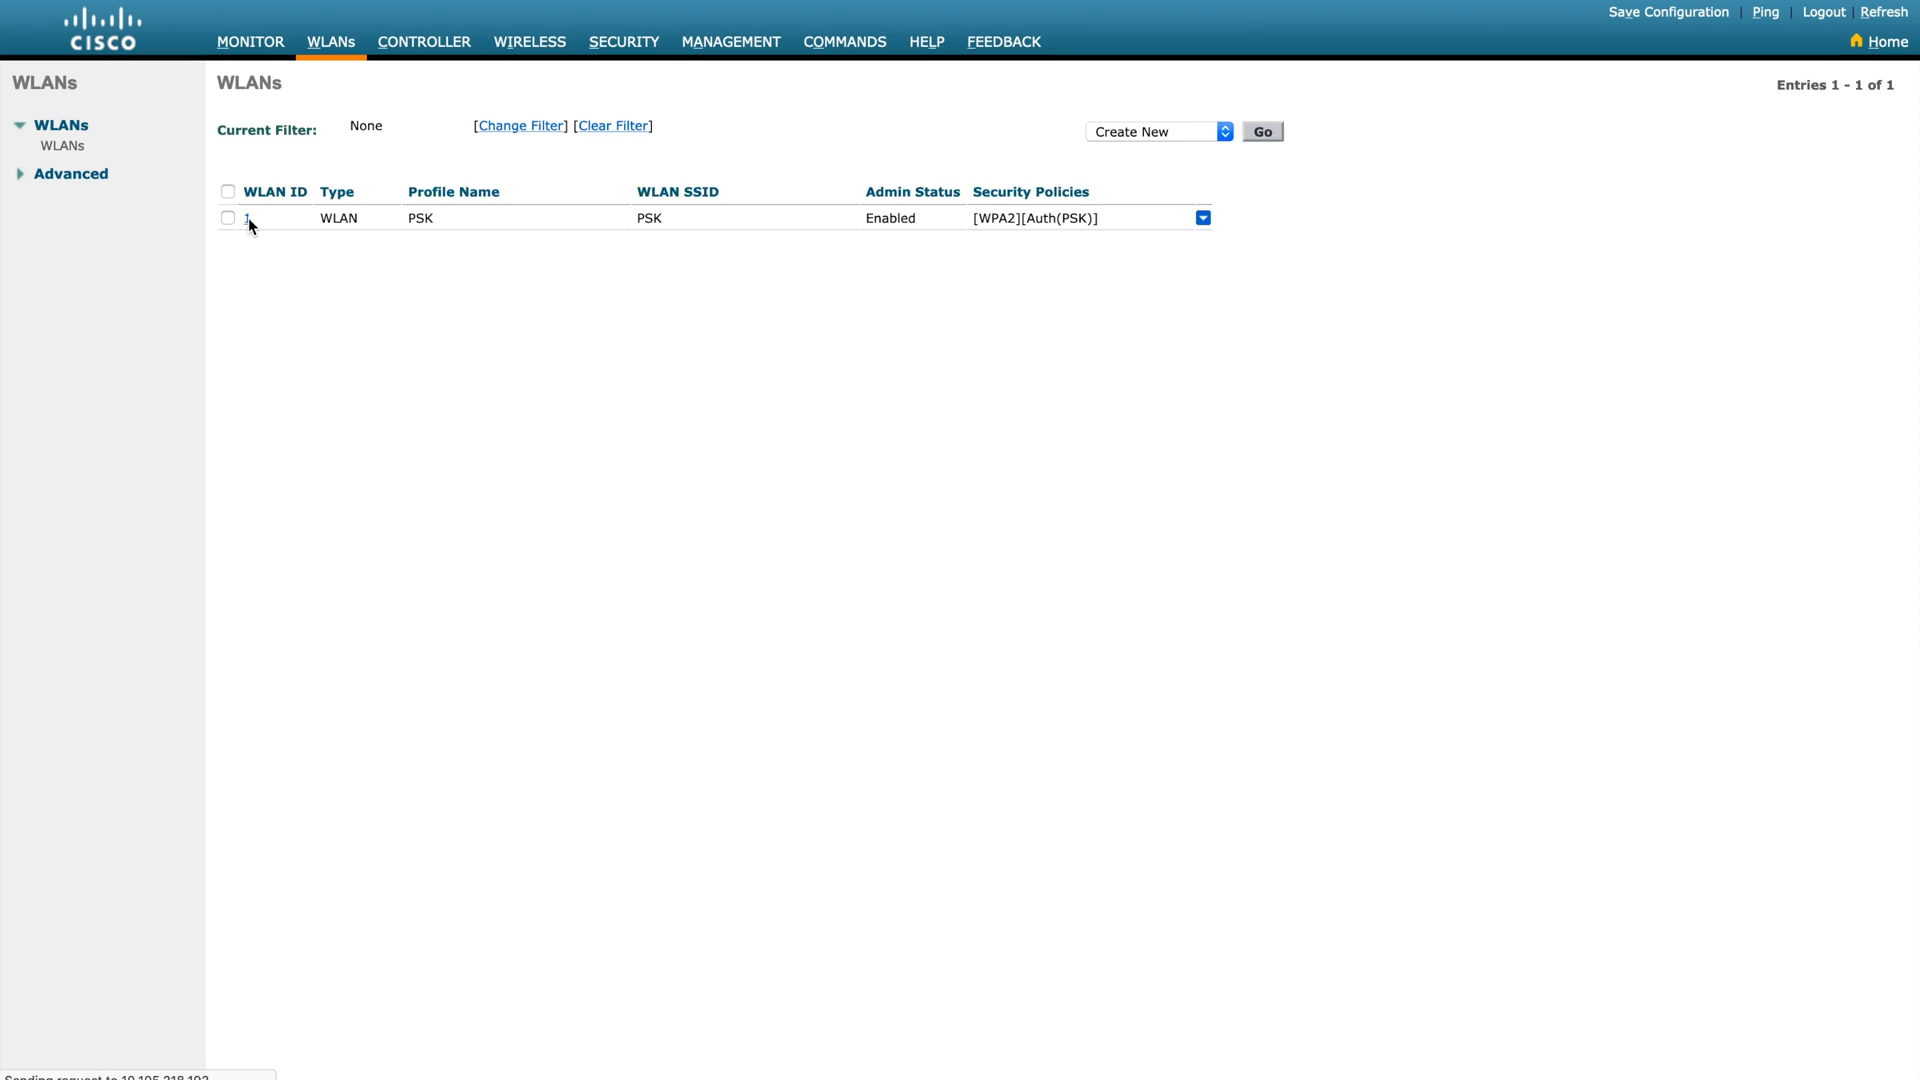 Save Configuration | Ping | Logout | Refresh
CISCO
MONITOR WLANs CONTROLLER WIRELESS SECURITY MANAGEMENT COMMANDS HELP FEEDBACK
Home
WLANs
WLANs
WLANs
Advanced
WLANs
Entries 1 - 1 of 1
Current Filter: None [Change Filter] [Clear Filter]
Create New Go
WLAN ID Type Profile Name WLAN SSID Admin Status Security Policies
1 WLAN PSK PSK Enabled [WPA2][Auth(PSK)]
Sending request to 10.105.218.192